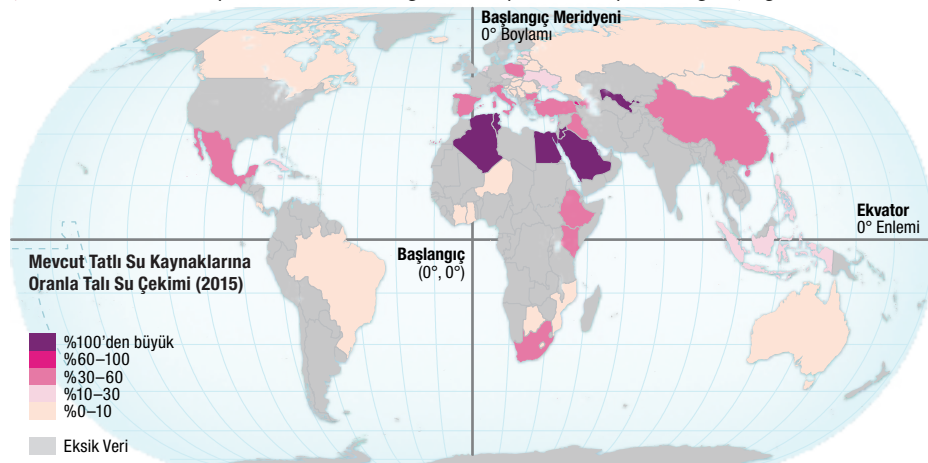 Başlangıç Meridyeni
0° Boylamı
Ekvator
0° Enlemi
Başlangıç
(0°, 0°)
Mevcut Tatlı Su Kaynaklarına
Oranla Talı Su Çekimi (2015)
%100'den büyük
%60–100
%30–60
%10–30
%0–10
Eksik Veri